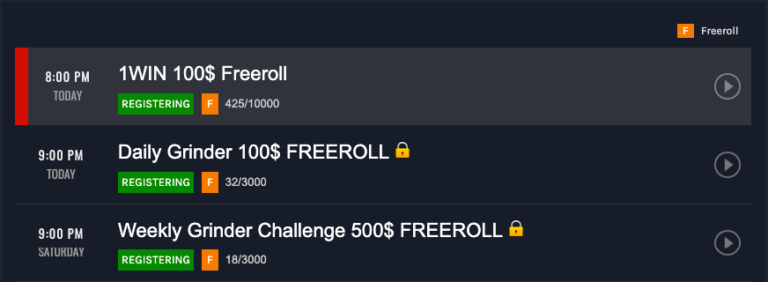 F Freeroll
8:00 PM
TODAY
1WIN 100$ Freeroll
REGISTERING F 425/10000
9:00 PM
TODAY
Daily Grinder 100$ FREEROLL
REGISTERING F 32/3000
9:00 PM
SATURDAY
Weekly Grinder Challenge 500$ FREEROLL
REGISTERING F 18/3000